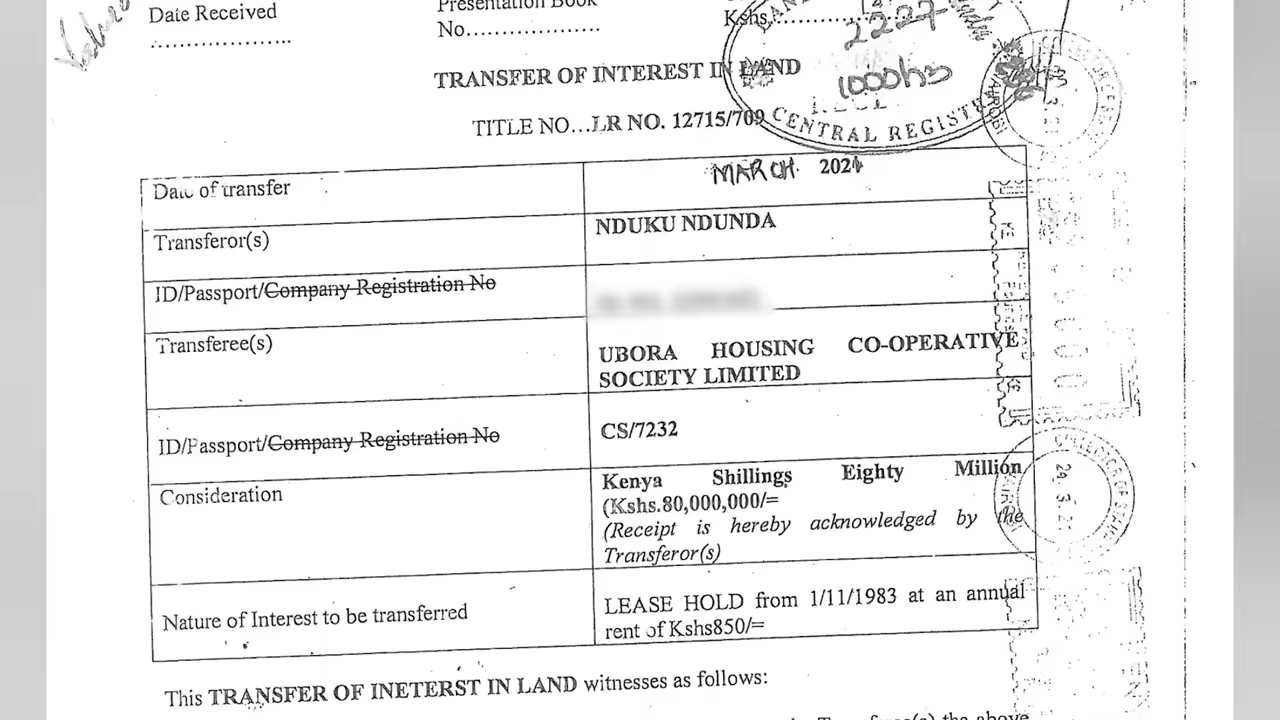 Date Received
....................
Presentation Book
No...................
Kshs.
2227
1000hs
CENTRAL REGISTRY
NAIROBI
TRANSFER OF INTEREST IN LAND
TITLE NO...LR NO. 12715/709
Date of transfer
MARCH 2021
Transferor(s)
NDUKU NDUNDA
ID/Passport/Company Registration No
Transferee(s)
UBORA HOUSING CO-OPERATIVE
SOCIETY LIMITED
ID/Passport/Company Registration No
CS/7232
Consideration
Kenya Shillings Eighty Million
(Kshs.80,000,000/=
(Receipt is hereby acknowledged by the
Transferor(s)
Nature of Interest to be transferred
LEASE HOLD from 1/11/1983 at an annual
rent of Kshs850/=
This TRANSFER OF INETERST IN LAND witnesses as follows: